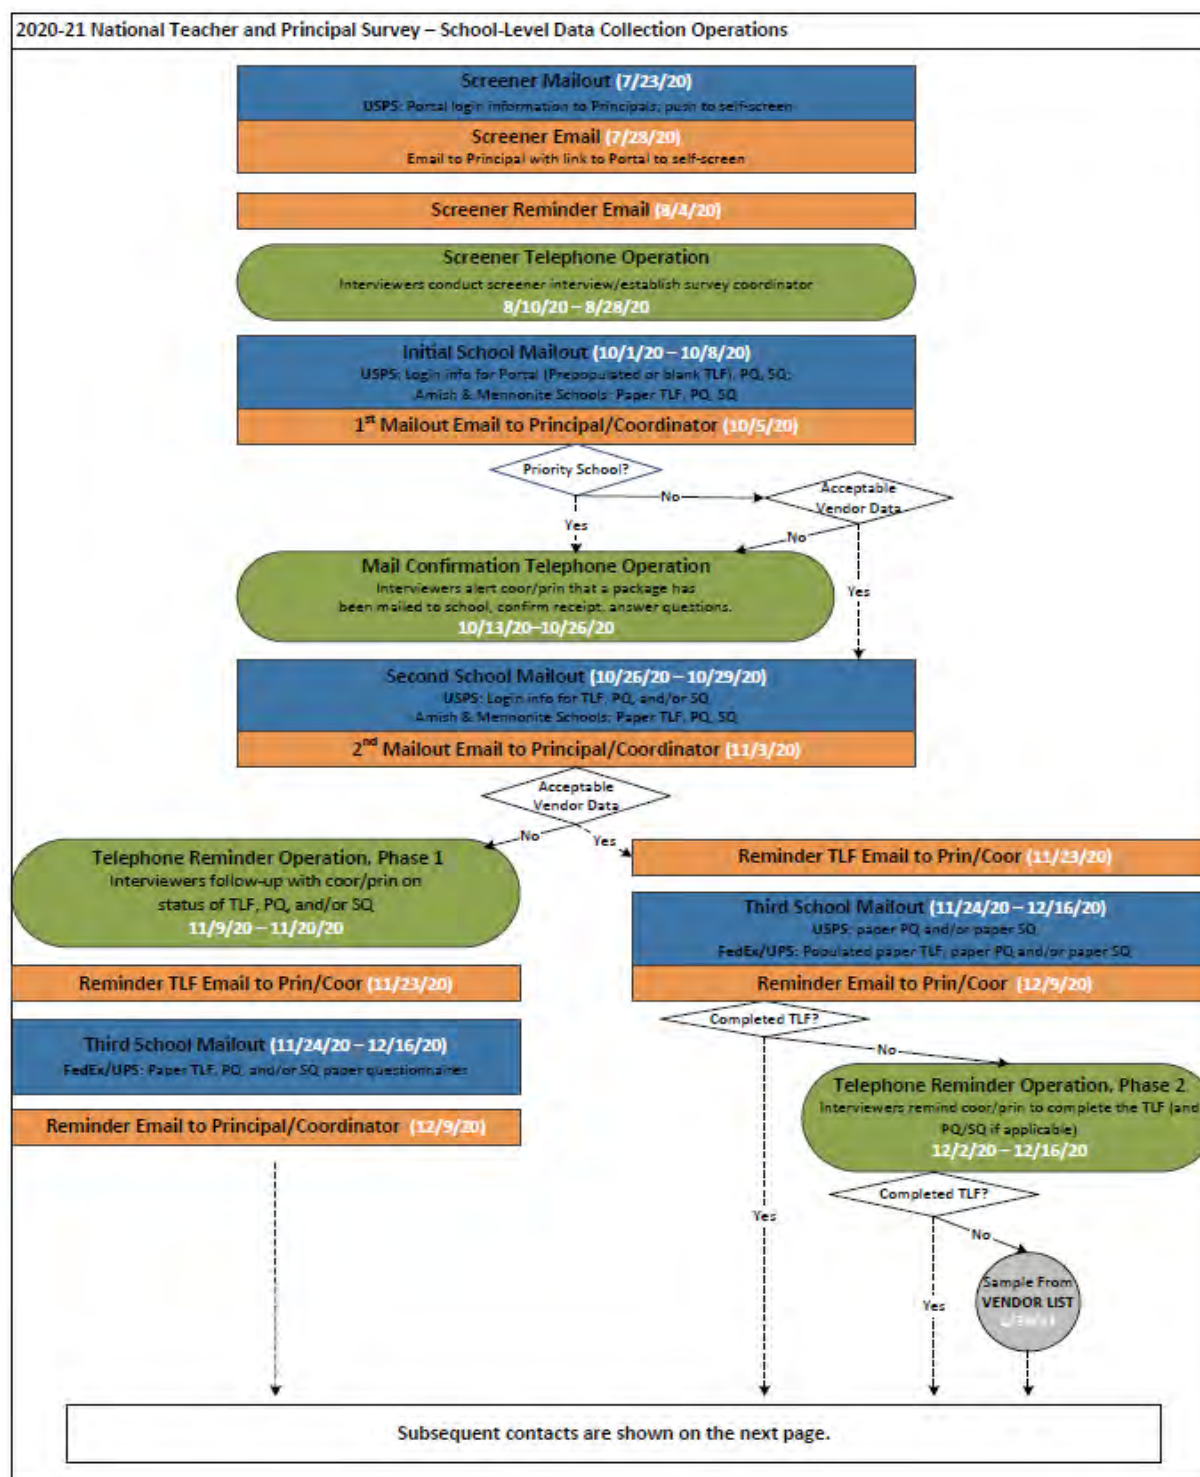 2020-21 National Teacher and Principal Survey – School-Level Data Collection Operations
Screener Mailout (7/23/20)
USPS: Portal login information to Principals; push to self-screen
Screener Email (7/28/20)
Email to Principal with link to Portal to self-screen
Screener Reminder Email (8/4/20)
Screener Telephone Operation
Interviewers conduct screener interview/establish survey coordinator
8/10/20 – 8/28/20
Initial School Mailout (10/1/20 – 10/8/20)
USPS: Login info for Portal (Prepopulated or blank TLF), PQ, SQ;
Amish & Mennonite Schools: Paper TLF, PQ, SQ
1st Mailout Email to Principal/Coordinator (10/5/20)
Priority School?
No
Acceptable
Vendor Data
Yes
No
Mail Confirmation Telephone Operation
Interviewers alert coor/prin that a package has
been mailed to school, confirm receipt, answer questions.
10/13/20–10/26/20
Yes
Second School Mailout (10/26/20 – 10/29/20)
USPS: Login info for TLF, PQ, and/or SQ
Amish & Mennonite Schools: Paper TLF, PQ, SQ
2nd Mailout Email to Principal/Coordinator (11/3/20)
Acceptable
Vendor Data
No
Yes
Telephone Reminder Operation, Phase 1
Interviewers follow-up with coor/prin on
status of TLF, PQ, and/or SQ
11/9/20 – 11/20/20
Reminder TLF Email to Prin/Coor (11/23/20)
Third School Mailout (11/24/20 – 12/16/20)
FedEx/UPS: Paper TLF, PQ, and/or SQ paper questionnaires
Reminder Email to Principal/Coordinator (12/9/20)
Reminder TLF Email to Prin/Coor (11/23/20)
Third School Mailout (11/24/20 – 12/16/20)
USPS: paper PQ and/or paper SQ
FedEx/UPS: Populated paper TLF, paper PQ and/or paper SQ
Reminder Email to Prin/Coor (12/9/20)
Completed TLF?
No
Telephone Reminder Operation, Phase 2
Interviewers remind coor/prin to complete the TLF (and
PQ/SQ if applicable)
12/2/20 – 12/16/20
Completed TLF?
Yes
No
Yes
Sample From
VENDOR LIST
Subsequent contacts are shown on the next page.